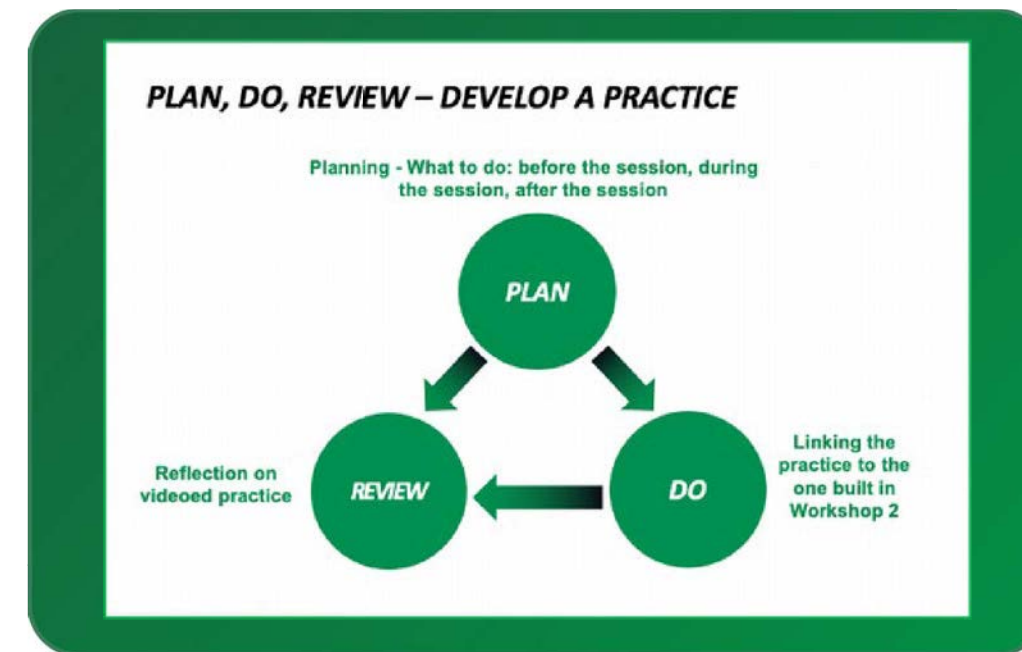 PLAN, DO, REVIEW – DEVELOP A PRACTICE
Planning - What to do: before the session, during
the session, after the session
PLAN
Reflection on
videoed practice
REVIEW
DO
Linking the
practice to the
one built in
Workshop 2